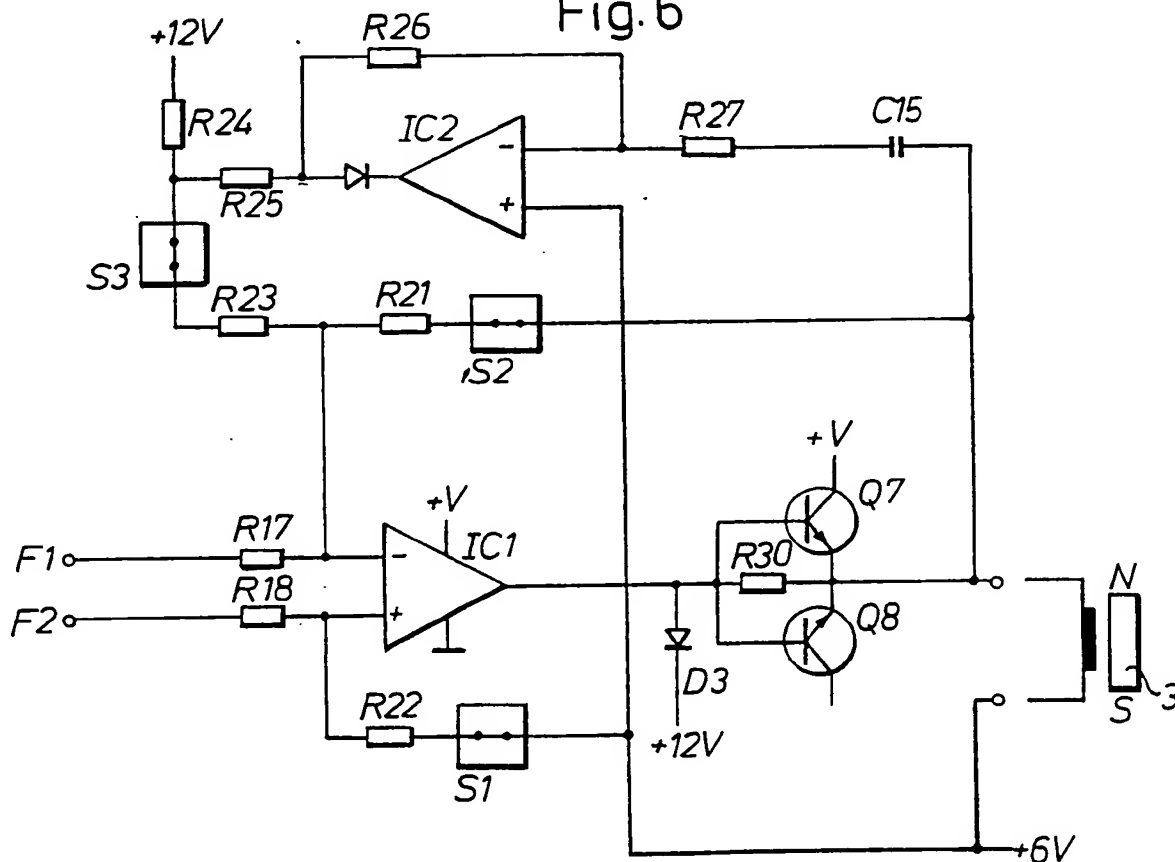 Fig. 6
+12V
R26
R24
IC2
-
+
R27
C15
R25
S3
R23
R21
S2
+V
Q7
+V
IC1
F1
R17
-
R30
N
F2
R18
+
Q8
3
D3
S
R22
+12V
S1
+6V